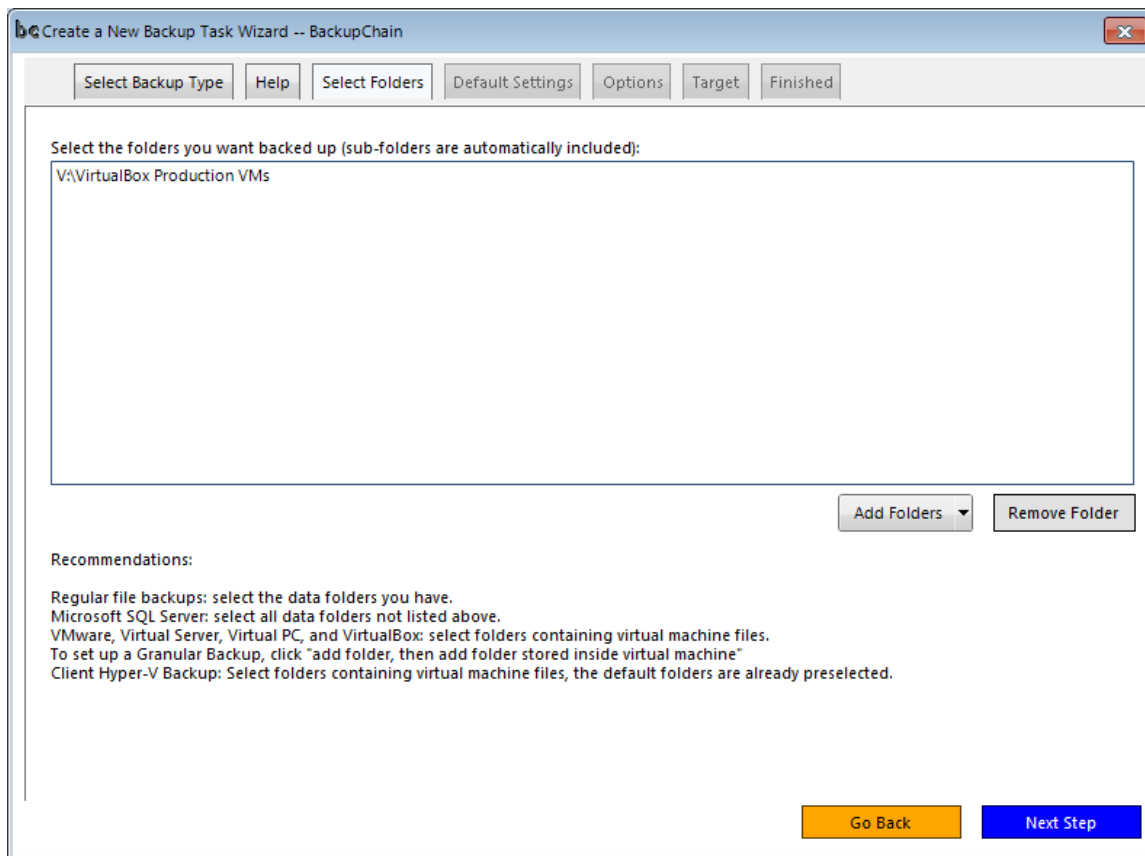 bc Create a New Backup Task Wizard -- BackupChain
Select Backup Type Help Select Folders Default Settings Options Target Finished
Select the folders you want backed up (sub-folders are automatically included):
V:\VirtualBox Production VMs
Add Folders Remove Folder
Recommendations:
Regular file backups: select the data folders you have.
Microsoft SQL Server: select all data folders not listed above.
VMware, Virtual Server, Virtual PC, and VirtualBox: select folders containing virtual machine files.
To set up a Granular Backup, click "add folder, then add folder stored inside virtual machine"
Client Hyper-V Backup: Select folders containing virtual machine files, the default folders are already preselected.
Go Back Next Step